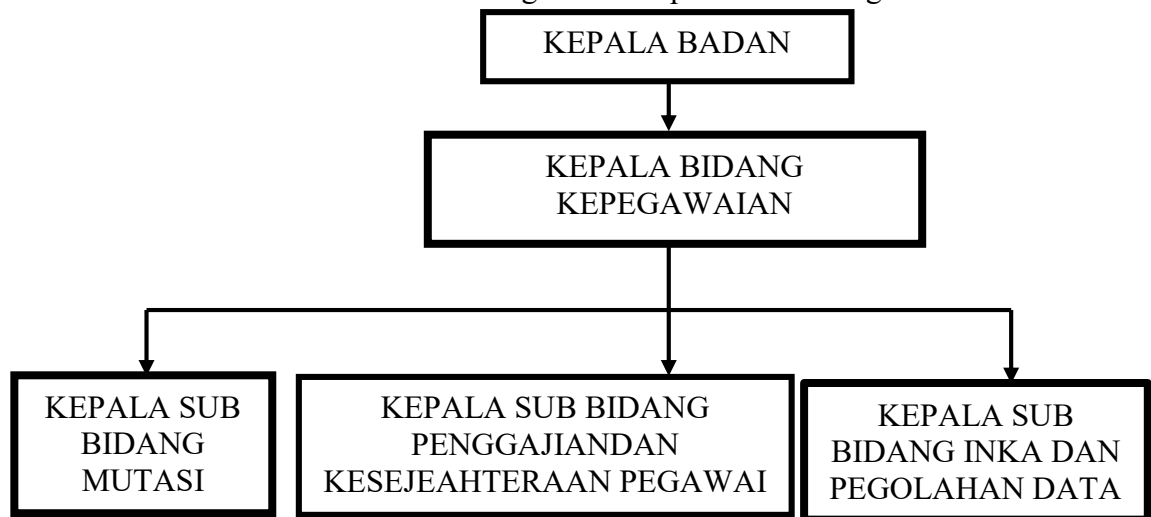 KEPALA BADAN
KEPALA BIDANG
KEPEGAWAIAN
KEPALA SUB
BIDANG
MUTASI
KEPALA SUB BIDANG
PENGGAJIANDAN
KESEJEAHTERAAN PEGAWAI
KEPALA SUB
BIDANG INKA DAN
PEGOLAHAN DATA